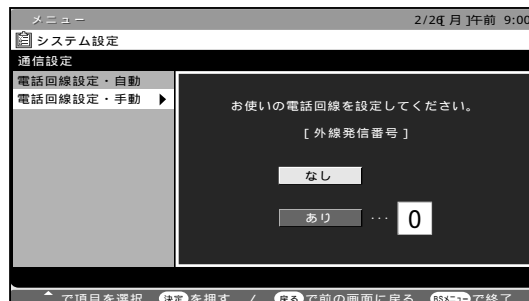 メニュー 2/26[月]午前 9:00
システム設定
通信設定
電話回線設定・自動
電話回線設定・手動
お使いの電話回線を設定してください。
[外線発信番号]
なし
あり ··· 0
で項目を選択 決定を押す / 戻るで前の画面に戻る BSメニューで終了